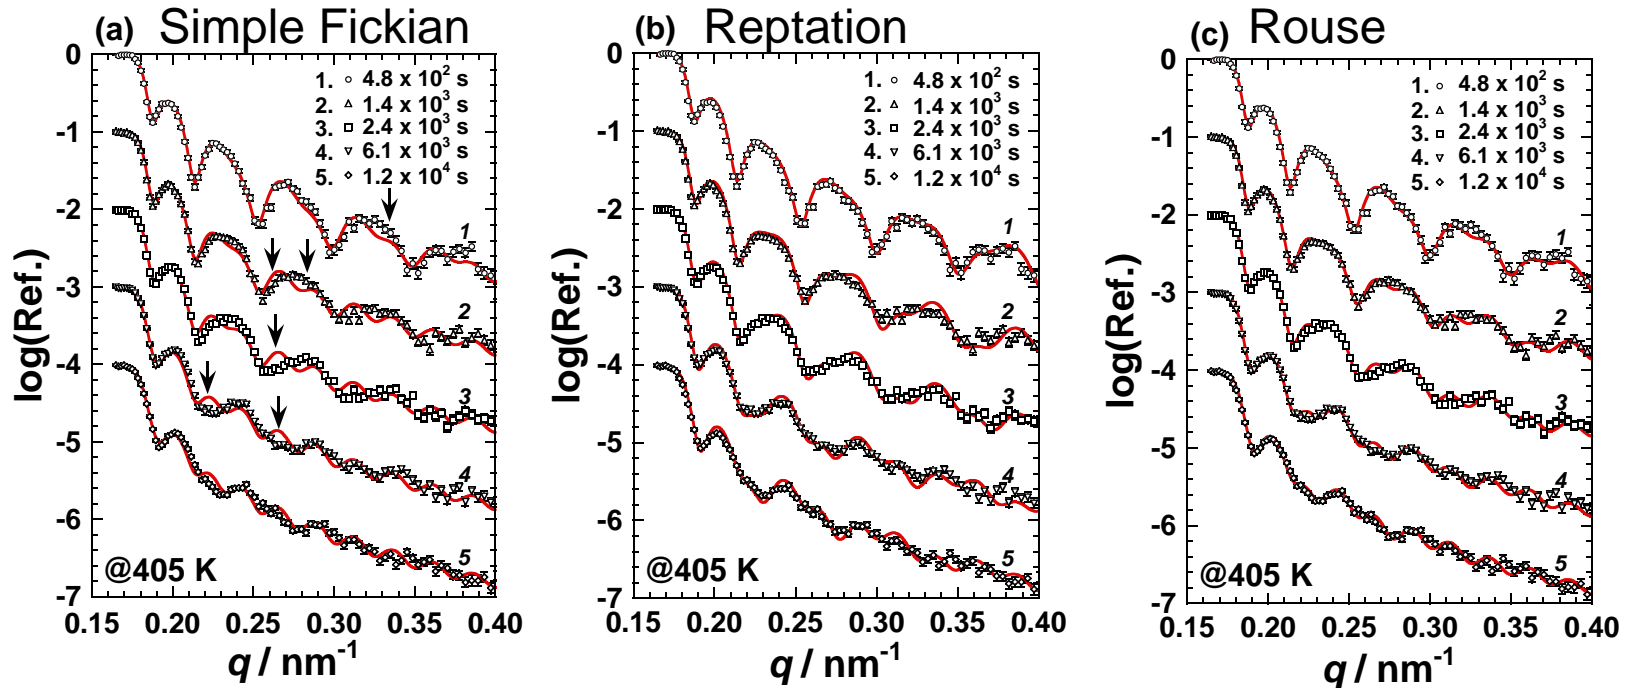 (a) Simple Fickian
0
-1
-2
-3
-4
-5
-6
-7
log(Ref.)
1. ○ 4.8 x 10² s
2. △ 1.4 x 10³ s
3. □ 2.4 x 10³ s
4. ▽ 6.1 x 10³ s
5. ◇ 1.2 x 10⁴ s
1
2
3
4
5
@405 K
0.15 0.20 0.25 0.30 0.35 0.40
q / nm⁻¹
(b) Reptation
0
-1
-2
-3
-4
-5
-6
-7
log(Ref.)
1. ○ 4.8 x 10² s
2. △ 1.4 x 10³ s
3. □ 2.4 x 10³ s
4. ▽ 6.1 x 10³ s
5. ◇ 1.2 x 10⁴ s
1
2
3
4
5
@405 K
0.15 0.20 0.25 0.30 0.35 0.40
q / nm⁻¹
(c) Rouse
0
-1
-2
-3
-4
-5
-6
-7
log(Ref.)
1. ○ 4.8 x 10² s
2. △ 1.4 x 10³ s
3. □ 2.4 x 10³ s
4. ▽ 6.1 x 10³ s
5. ◇ 1.2 x 10⁴ s
1
2
3
4
5
@405 K
0.15 0.20 0.25 0.30 0.35 0.40
q / nm⁻¹